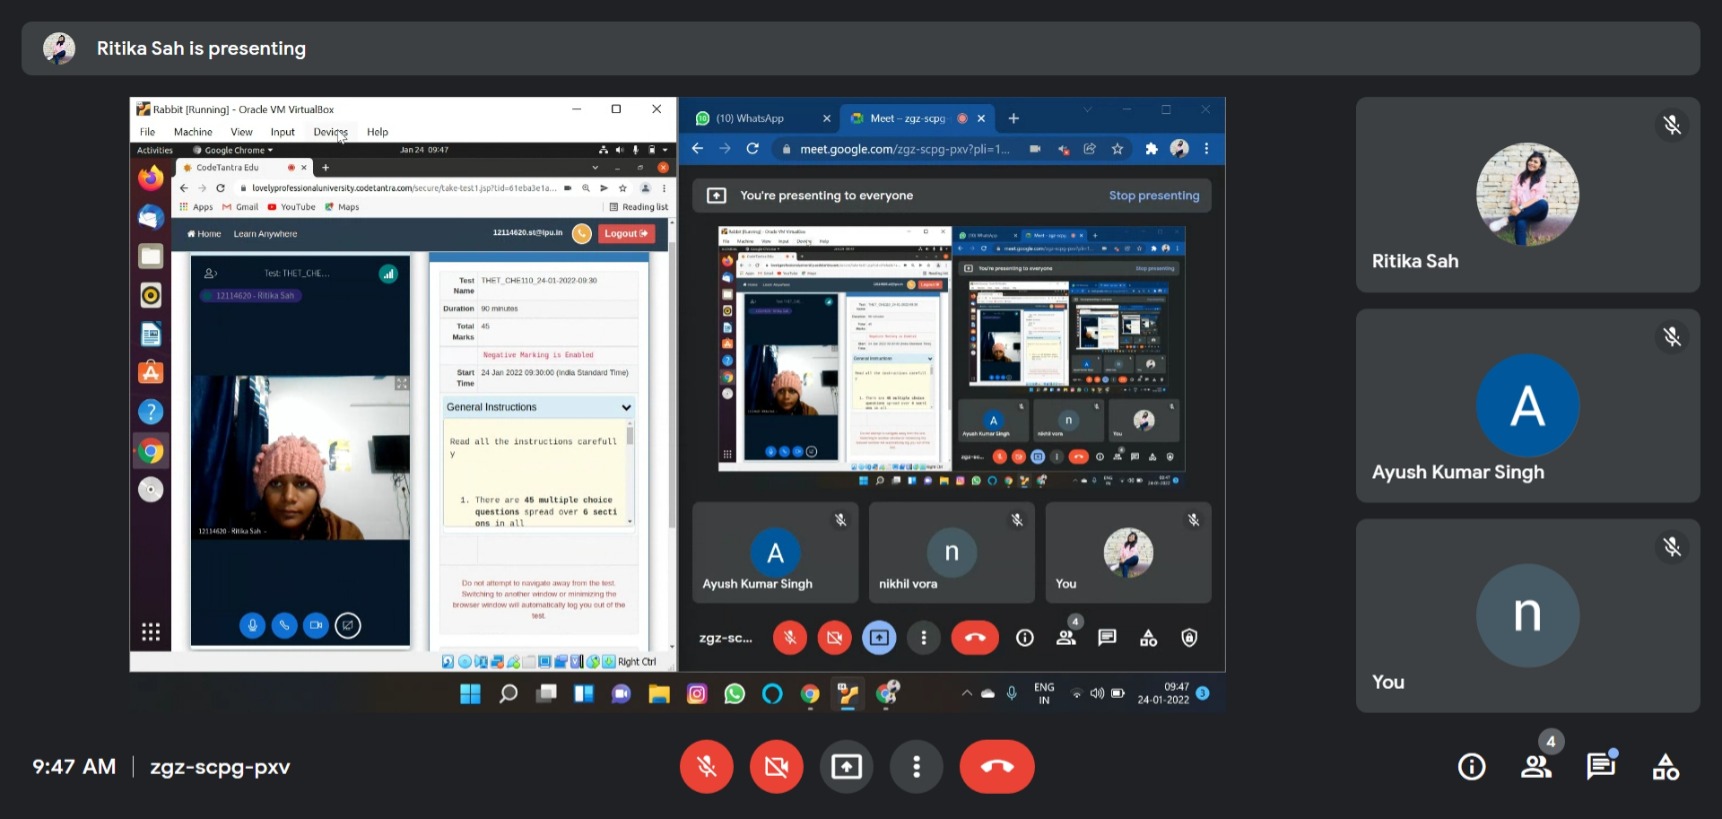 Ritika Sah is presenting
Rabbit [Running] - Oracle VM VirtualBox
File Machine View Input Devices Help
Activities Google Chrome Jan 24 09:47
CodeTantra Edu
lovelyprofessionaluniversity.codetantra.com/secure/take-test1.jsp?tid=61eba3e1a...
Apps Gmail YouTube Maps Reading list
Home Learn Anywhere 12114620.st@lpu.in Logout
Test: THET_CHE...
12114620 - Ritika Sah
12114620 - Ritika Sah
Test Name THET_CHE110_24-01-2022-09:30
Duration 90 minutes
Total Marks 45
Negative Marking is Enabled
Start Time 24 Jan 2022 09:30:00 (India Standard Time)
General Instructions
Read all the instructions carefull
y
1. There are 45 multiple choice
questions spread over 6 secti
ons in all
Do not attempt to navigate away from the test.
Switching to another window or minimizing the
browser window will automatically log you out of the
test.
Right Ctrl
(10) WhatsApp
Meet – zgz-scpg
meet.google.com/zgz-scpg-pxv?pli=1...
You're presenting to everyone Stop presenting
A
Ayush Kumar Singh
n
nikhil vora
You
zgz-sc...
4
ENG
IN
09:47
24-01-2022
3
Ritika Sah
A
Ayush Kumar Singh
n
You
9:47 AM | zgz-scpg-pxv
4